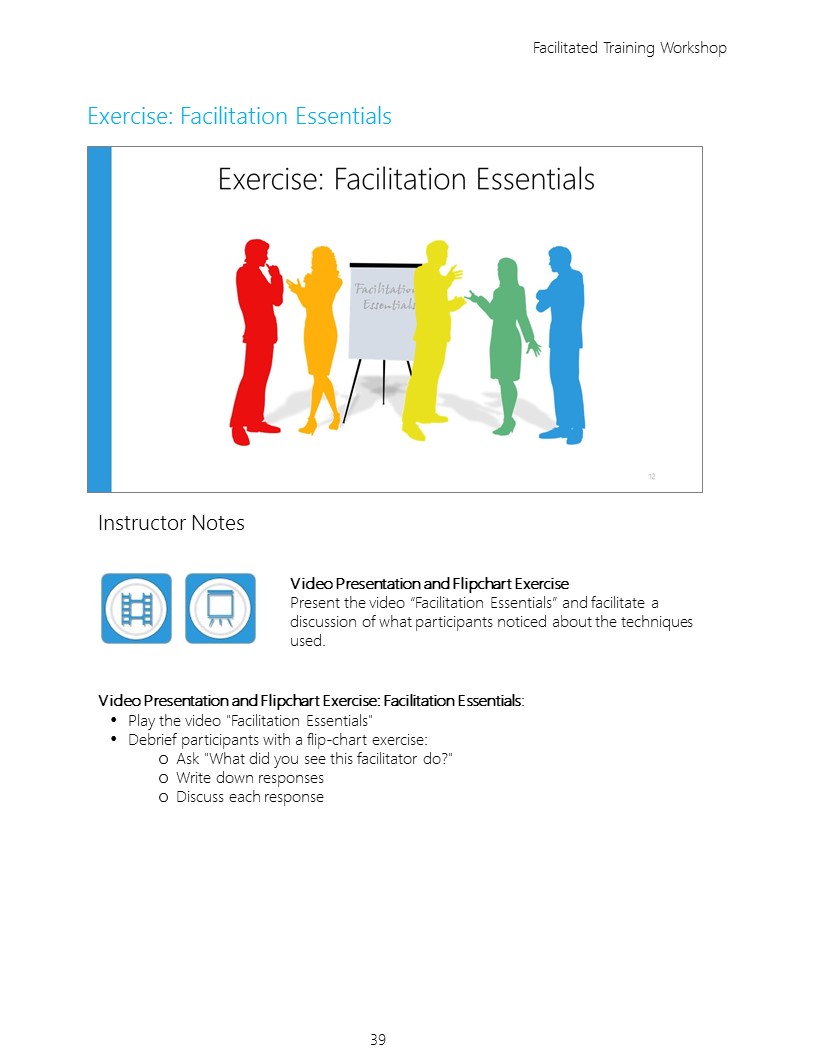 Facilitated Training Workshop
Exercise: Facilitation Essentials
Exercise: Facilitation Essentials
Facilitation
Essentials
12
Instructor Notes
Video Presentation and Flipchart Exercise
Present the video “Facilitation Essentials” and facilitate a
discussion of what participants noticed about the techniques
used.
Video Presentation and Flipchart Exercise: Facilitation Essentials:
• Play the video "Facilitation Essentials"
• Debrief participants with a flip-chart exercise:
o Ask "What did you see this facilitator do?"
o Write down responses
o Discuss each response
39